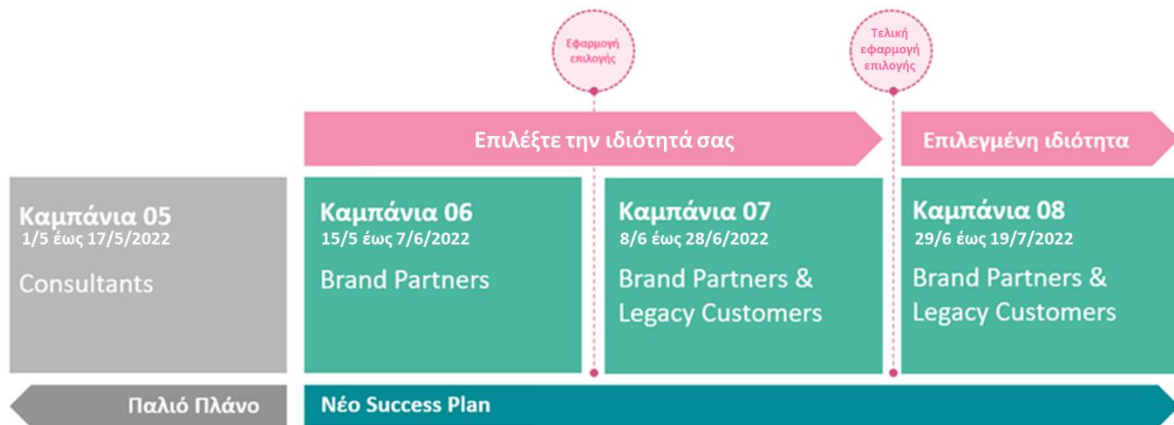 Εφαρμογή
επιλογής
Τελική
εφαρμογή
επιλογής
Επιλέξτε την ιδιότητά σας
Επιλεγμένη ιδιότητα
Καμπάνια 05
1/5 έως 17/5/2022
Consultants
Καμπάνια 06
15/5 έως 7/6/2022
Brand Partners
Καμπάνια 07
8/6 έως 28/6/2022
Brand Partners &
Legacy Customers
Καμπάνια 08
29/6 έως 19/7/2022
Brand Partners &
Legacy Customers
Παλιό Πλάνο
Νέο Success Plan